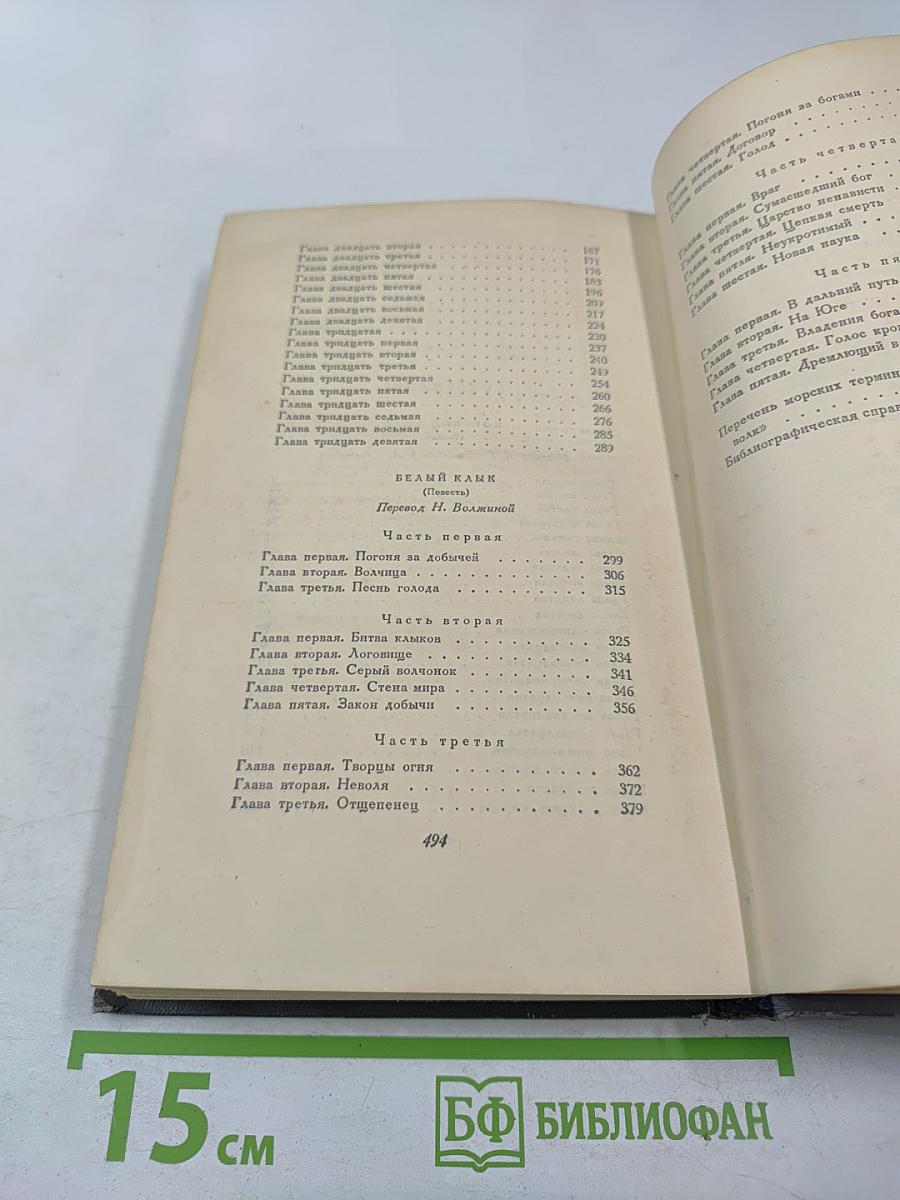 Глава двадцать вторая . . . . . . . . . . . . 167
Глава двадцать третья . . . . . . . . . . . . 171
Глава двадцать четвертая . . . . . . . . . . . 176
Глава двадцать пятая . . . . . . . . . . . . 183
Глава двадцать шестая . . . . . . . . . . . . 196
Глава двадцать седьмая . . . . . . . . . . . . 209
Глава двадцать восьмая . . . . . . . . . . . . 217
Глава двадцать девятая . . . . . . . . . . . . 224
Глава тридцатая . . . . . . . . . . . . . . 230
Глава тридцать первая . . . . . . . . . . . . 237
Глава тридцать вторая . . . . . . . . . . . . 240
Глава тридцать третья . . . . . . . . . . . . 249
Глава тридцать четвертая . . . . . . . . . . . 254
Глава тридцать пятая . . . . . . . . . . . . 260
Глава тридцать шестая . . . . . . . . . . . . 266
Глава тридцать седьмая . . . . . . . . . . . . 276
Глава тридцать восьмая . . . . . . . . . . . . 285
Глава тридцать девятая . . . . . . . . . . . . 289
БЕЛЫЙ КЛЫК
(Повесть)
Перевод Н. Волжиной
Часть первая
Глава первая. Погоня за добычей . . . . . . . 299
Глава вторая. Волчица . . . . . . . . . . . . 306
Глава третья. Песнь голода . . . . . . . . . . 315
Часть вторая
Глава первая. Битва клыков . . . . . . . . . . 325
Глава вторая. Логовище . . . . . . . . . . . . 334
Глава третья. Серый волчонок . . . . . . . . . 341
Глава четвертая. Стена мира . . . . . . . . . . 346
Глава пятая. Закон добычи . . . . . . . . . . 356
Часть третья
Глава первая. Творцы огня . . . . . . . . . . 362
Глава вторая. Неволя . . . . . . . . . . . . 372
Глава третья. Отщепенец . . . . . . . . . . . 379
494
Глава четвертая. Погоня за богами . . .
Глава пятая. Договор . . . . . .
Глава шестая. Голод . . . . . .
Часть четверта
Глава первая. Враг . . . . . .
Глава вторая. Сумасшедший бог .
Глава третья. Царство ненависти
Глава четвертая. Цепкая смерть .
Глава пятая. Неукротимый . . .
Глава шестая. Новая наука . .
Часть пя
Глава первая. В дальний путь
Глава вторая. На Юге . . .
Глава третья. Владения бога
Глава четвертая. Голос кров
Глава пятая. Дремлющий в
Перечень морских термин
волк» . . . . . .
Библиографическая справ
15 см
БФ БИБЛИОФАН